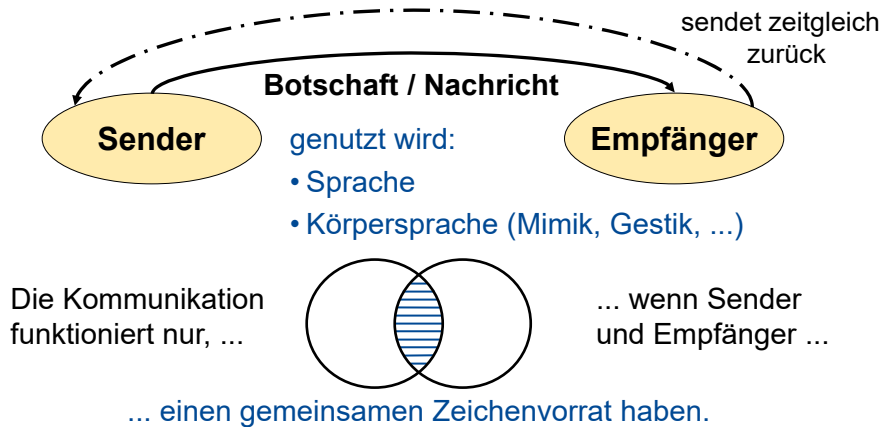 sendet zeitgleich
zurück
Botschaft / Nachricht
Sender
Empfänger
genutzt wird:
• Sprache
• Körpersprache (Mimik, Gestik, ...)
Die Kommunikation
funktioniert nur, ...
... wenn Sender
und Empfänger ...
... einen gemeinsamen Zeichenvorrat haben.